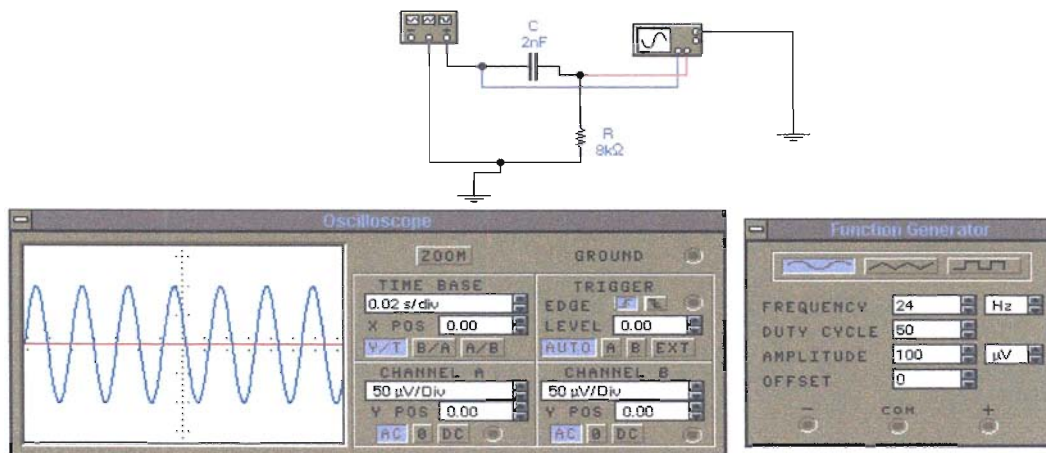 C
2nF
R
8kΩ
Oscilloscope
ZOOM GROUND
TIME BASE
0.02 s/div
X POS 0.00
Y/T B/A A/B
TRIGGER
EDGE
LEVEL 0.00
AUTO A B EXT
CHANNEL A
50 µV/Div
Y POS 0.00
AC 0 DC
CHANNEL B
50 µV/Div
Y POS 0.00
AC 0 DC
Function Generator
FREQUENCY 24 Hz
DUTY CYCLE 50
AMPLITUDE 100 µV
OFFSET 0
− COM +